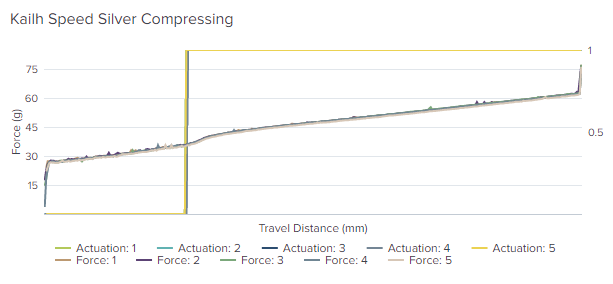 Kailh Speed Silver Compressing
75
60
45
30
15
Force (g)
1
0.5
Travel Distance (mm)
Actuation: 1 Actuation: 2 Actuation: 3 Actuation: 4 Actuation: 5
Force: 1 Force: 2 Force: 3 Force: 4 Force: 5